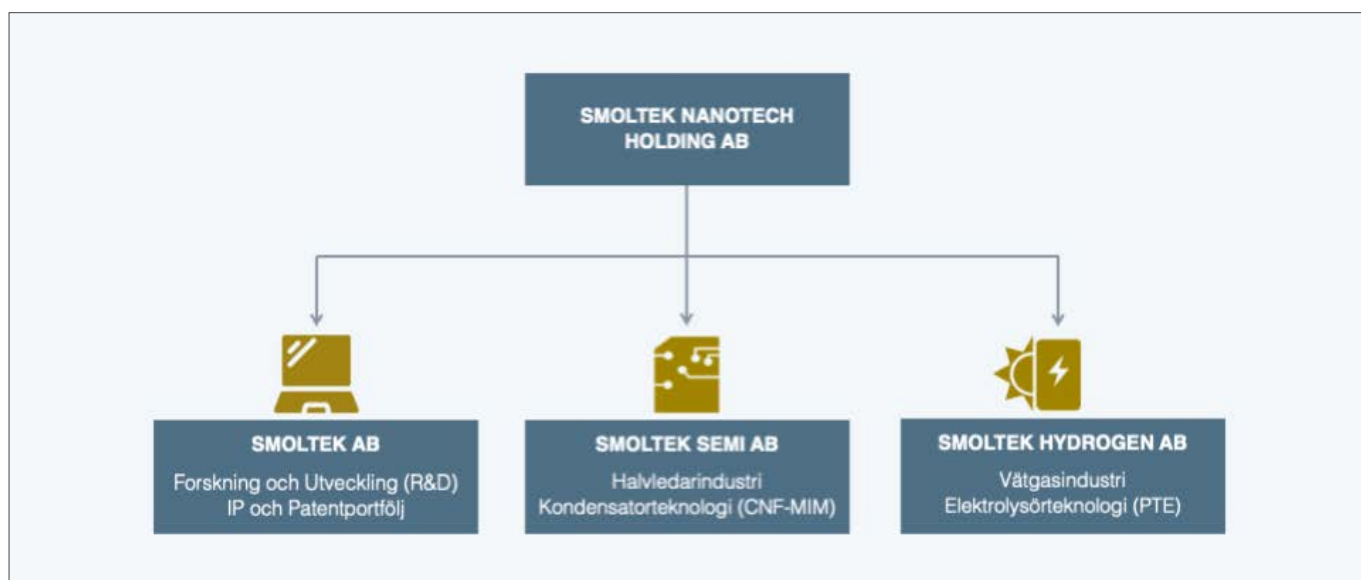 SMOLTEK NANOTECH
HOLDING AB
SMOLTEK AB
Forskning och Utveckling (R&D)
IP och Patentportfölj
SMOLTEK SEMI AB
Halvledarindustri
Kondensatorteknologi (CNF-MIM)
SMOLTEK HYDROGEN AB
Vätgasindustri
Elektrolysörteknologi (PTE)